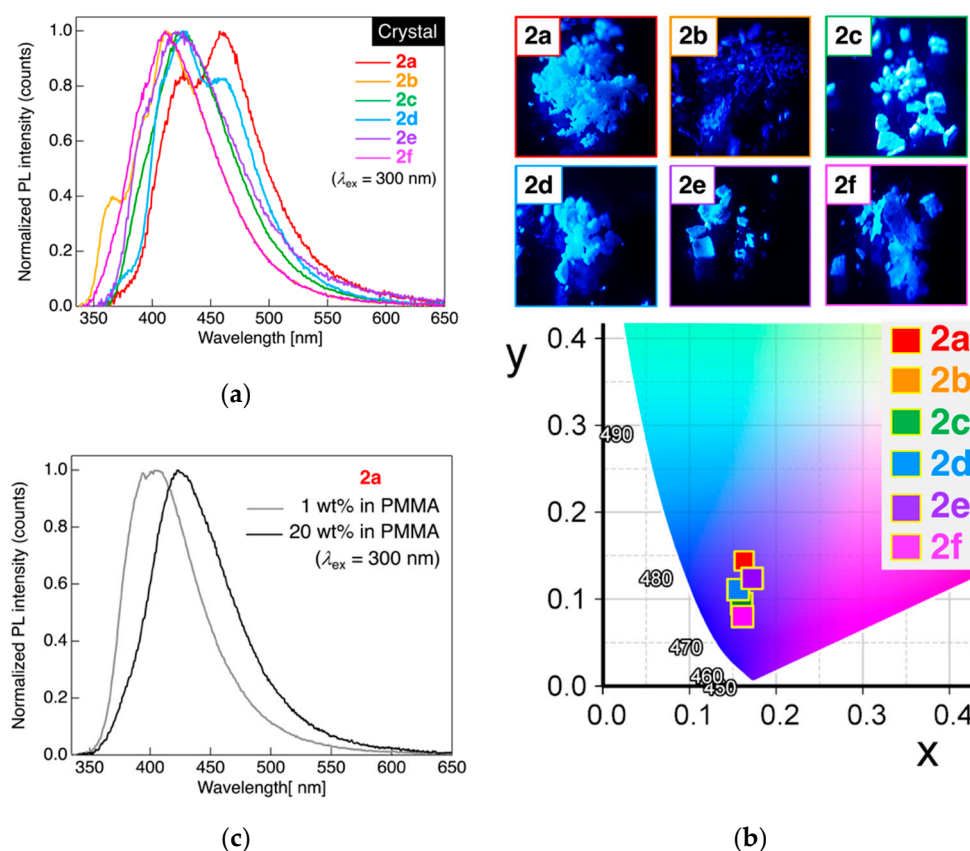 Normalized PL intensity (counts)
1.0
0.8
0.6
0.4
0.2
0.0
Crystal
2a
2b
2c
2d
2e
2f
(λex = 300 nm)
350 400 450 500 550 600 650
Wavelength [nm]
(a)
2a 2b 2c
2d 2e 2f
y
0.4
0.3
0.2
0.1
0.0
490
480
470
460
450
2a
2b
2c
2d
2e
2f
0.0 0.1 0.2 0.3 0.4
x
Normalized PL intensity (counts)
1.0
0.8
0.6
0.4
0.2
0.0
2a
1 wt% in PMMA
20 wt% in PMMA
(λex = 300 nm)
350 400 450 500 550 600 650
Wavelength[ nm]
(c)
(b)